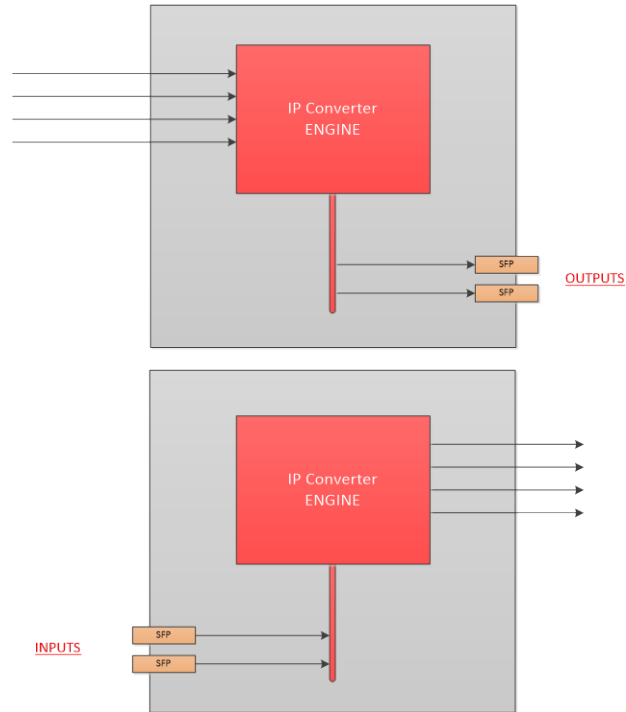 IP Converter
ENGINE
SFP
SFP
OUTPUTS
IP Converter
ENGINE
SFP
SFP
INPUTS